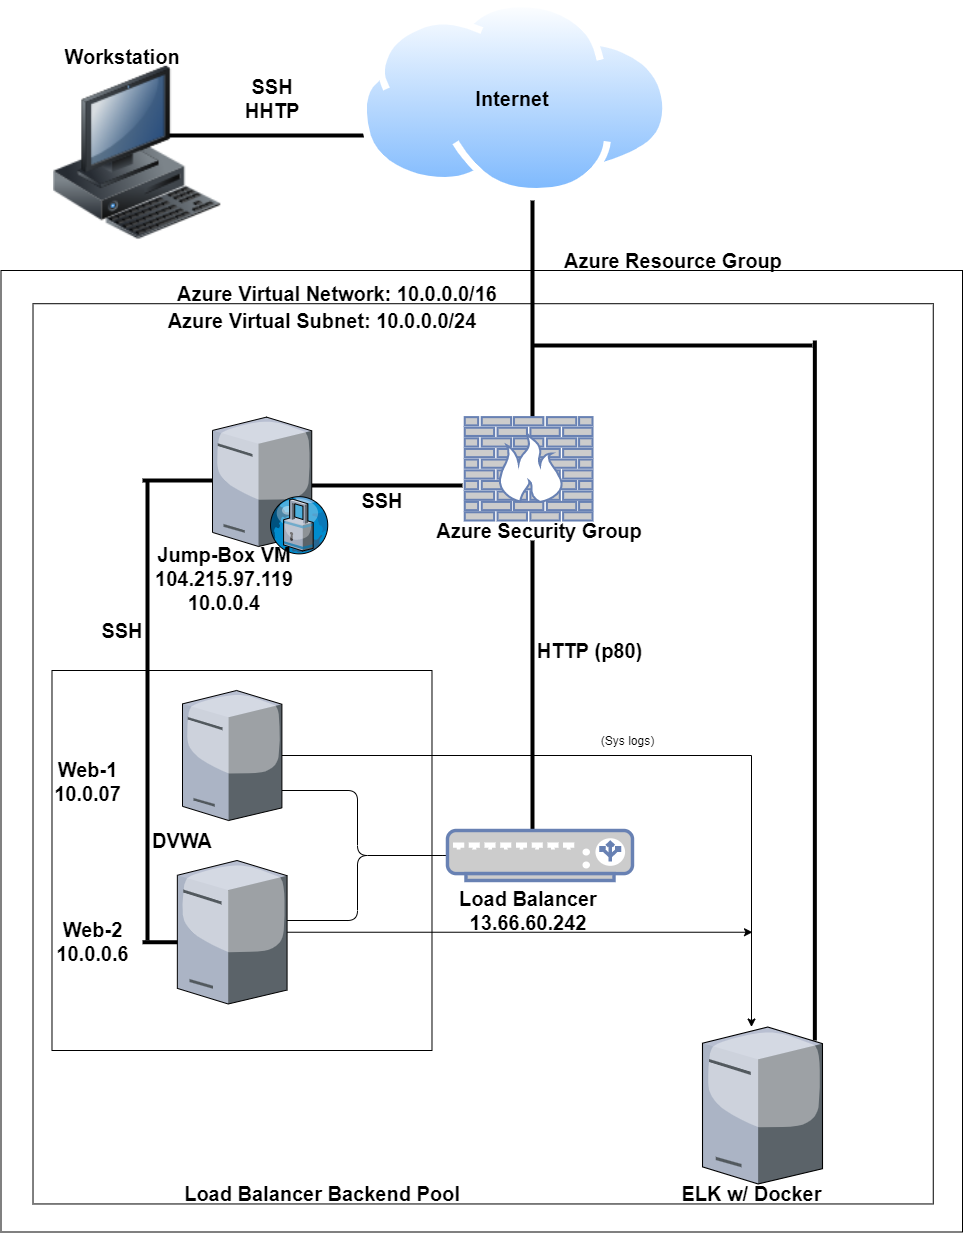 Workstation
SSH
HHTP
Internet
Azure Resource Group
Azure Virtual Network: 10.0.0.0/16
Azure Virtual Subnet: 10.0.0.0/24
SSH
Azure Security Group
Jump-Box VM
104.215.97.119
10.0.0.4
SSH
HTTP (p80)
(Sys logs)
Web-1
10.0.07
DVWA
Load Balancer
13.66.60.242
Web-2
10.0.0.6
Load Balancer Backend Pool
ELK w/ Docker